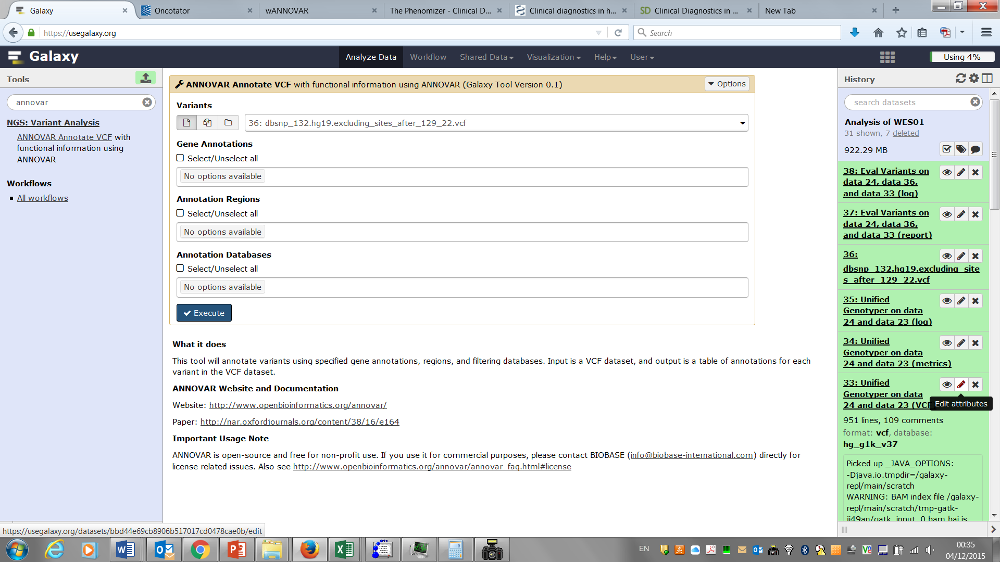 Galaxy
Oncotator
wANNOVAR
The Phenomizer - Clinical D...
Clinical diagnostics in h...
SD Clinical Diagnostics in ...
New Tab
https://usegalaxy.org
Search
Galaxy
Analyze Data
Workflow
Shared Data
Visualization
Help
User
Using 4%
Tools
annovar
NGS: Variant Analysis
ANNOVAR Annotate VCF with
functional information using
ANNOVAR
Workflows
All workflows
ANNOVAR Annotate VCF with functional information using ANNOVAR (Galaxy Tool Version 0.1)
Options
Variants
36: dbsnp_132.hg19.excluding_sites_after_129_22.vcf
Gene Annotations
Select/Unselect all
No options available
Annotation Regions
Select/Unselect all
No options available
Annotation Databases
Select/Unselect all
No options available
Execute
What it does
This tool will annotate variants using specified gene annotations, regions, and filtering databases. Input is a VCF dataset, and output is a table of annotations for each
variant in the VCF dataset.
ANNOVAR Website and Documentation
Website: http://www.openbioinformatics.org/annovar/
Paper: http://nar.oxfordjournals.org/content/38/16/e164
Important Usage Note
ANNOVAR is open-source and free for non-profit use. If you use it for commercial purposes, please contact BIOBASE (info@biobase-international.com) directly for
license related issues. Also see http://www.openbioinformatics.org/annovar/annovar_faq.html#license
History
search datasets
Analysis of WES01
31 shown, 7 deleted
922.29 MB
38: Eval Variants on
data 24, data 36,
and data 33 (log)
37: Eval Variants on
data 24, data 36,
and data 33 (report)
36:
dbsnp_132.hg19.excluding_site
s_after_129_22.vcf
35: Unified
Genotyper on data
24 and data 23 (log)
34: Unified
Genotyper on data
24 and data 23 (metrics)
33: Unified
Genotyper on data
24 and data 23 (VCF
Edit attributes
951 lines, 109 comments
format: vcf, database:
hg_g1k_v37
Picked up _JAVA_OPTIONS:
-Djava.io.tmpdir=/galaxy-
repl/main/scratch
WARNING: BAM index file /galaxy-
repl/main/scratch/tmp-gatk-
ji49an/gatk_input_0.bam.bai is
https://usegalaxy.org/datasets/bbd44e69cb8906b517017cd0478cae0b/edit
EN
00:35
04/12/2015